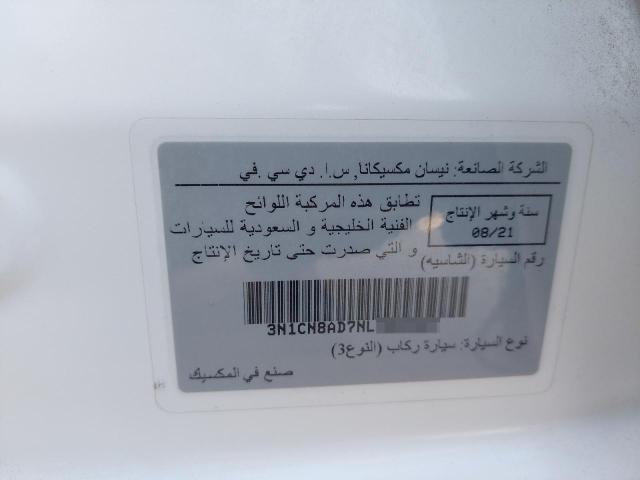 الشركة الصانعة: نيسان مكسيكانا, س.ا. دي سي .في
سنة وشهر الإنتاج
08/21
تطابق هذه المركبة اللوائح
الفنية الخليجية و السعودية للسيارات
و التي صدرت حتى تاريخ الإنتاج
رقم السيارة (الشاسيه)
3N1CN8AD7NL
نوع السيارة: سيارة ركاب (النوع3)
صنع في المكسيك